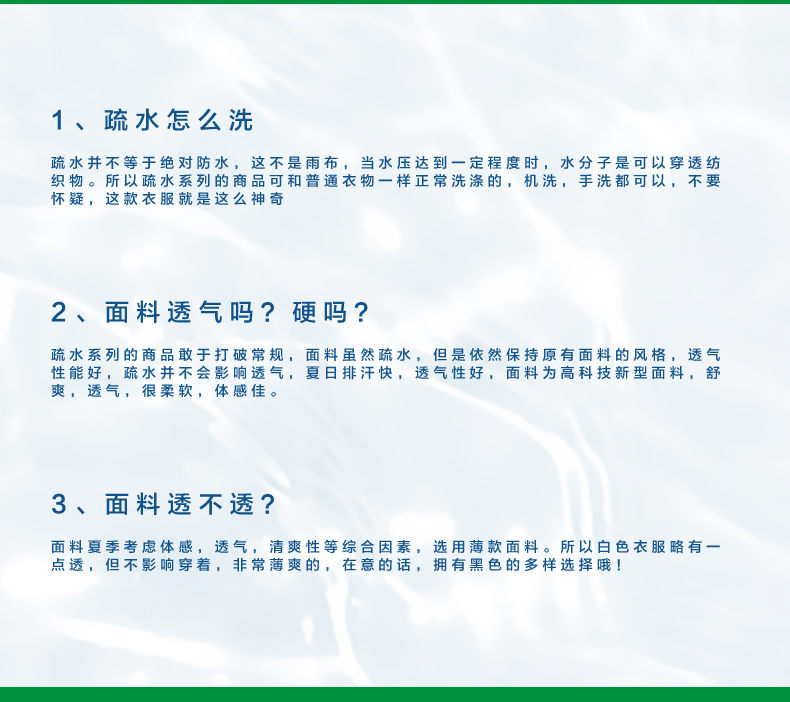 1、疏水怎么洗
疏水并不等于绝对防水，这不是雨布，当水压达到一定程度时，水分子是可以穿透纺
织物。所以疏水系列的商品可和普通衣物一样正常洗涤的，机洗，手洗都可以，不要
怀疑，这款衣服就是这么神奇
2、面料透气吗？硬吗？
疏水系列的商品敢于打破常规，面料虽然疏水，但是依然保持原有面料的风格，透气
性能好，疏水并不会影响透气，夏日排汗快，透气性好，面料为高科技新型面料，舒
爽，透气，很柔软，体感佳。
3、面料透不透？
面料夏季考虑体感，透气，清爽性等综合因素，选用薄款面料。所以白色衣服略有一
点透，但不影响穿着，非常薄爽的，在意的话，拥有黑色的多样选择哦！